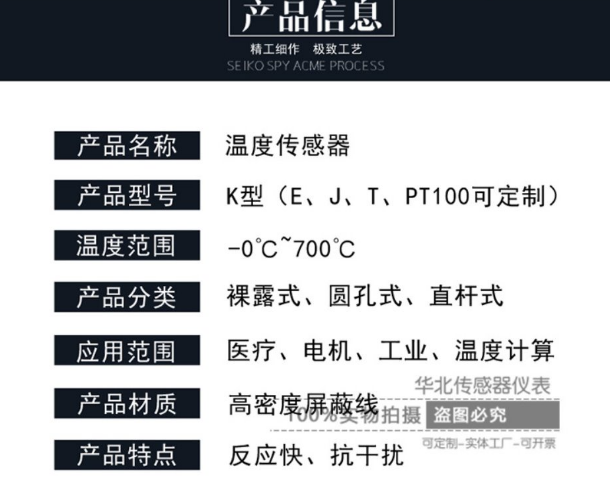 产品信息
精工细作 极致工艺
SEIKO SPY ACME PROCESS
产品名称 温度传感器
产品型号 K型（E、J、T、PT100可定制）
温度范围 -0℃~700℃
产品分类 裸露式、圆孔式、直杆式
应用范围 医疗、电机、工业、温度计算
华北传感器仪表
产品材质 高密度屏蔽线
100%实物拍摄 盗图必究
可定制-实体工厂-可开票
产品特点 反应快、抗干扰